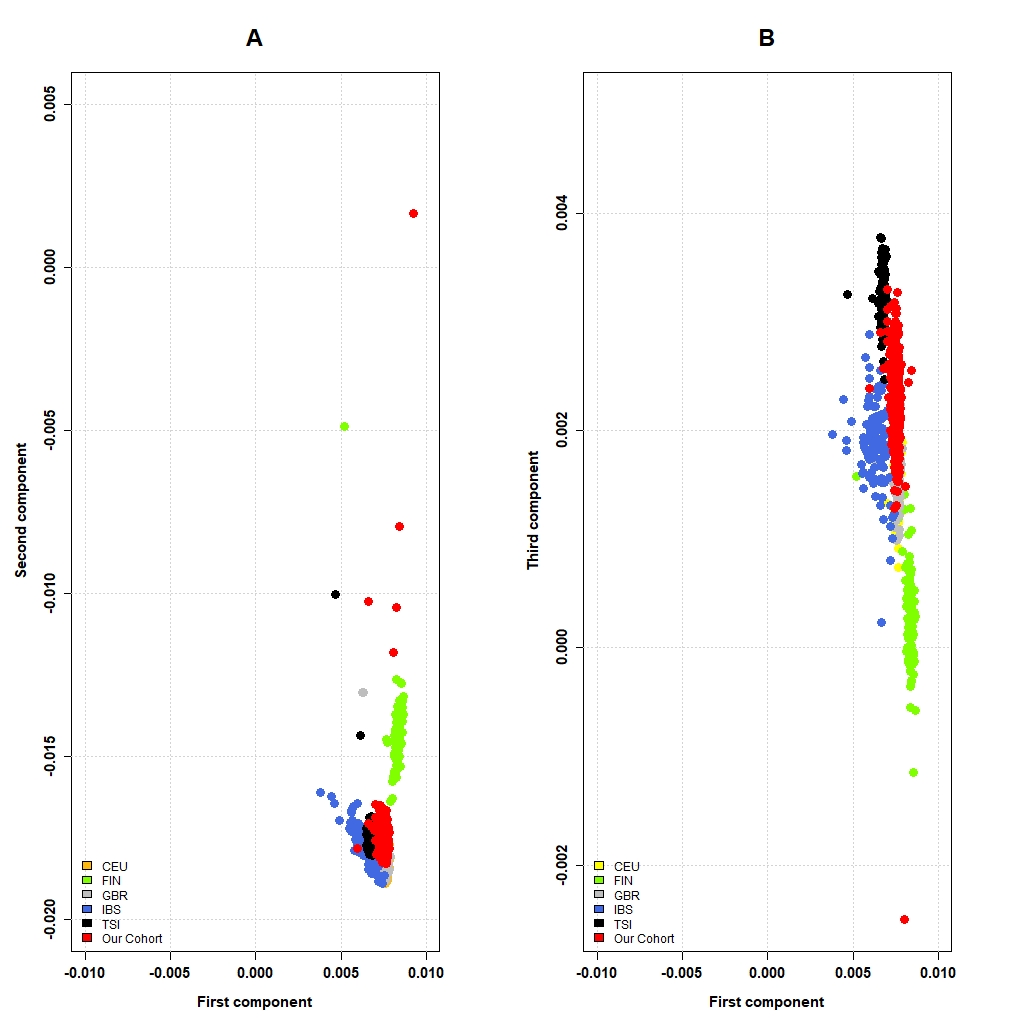 A
Second component
0.005
0.000
-0.005
-0.010
-0.015
-0.020
CEU
FIN
GBR
IBS
TSI
Our Cohort
-0.010
-0.005
0.000
0.005
0.010
First component
B
Third component
0.004
0.002
0.000
-0.002
CEU
FIN
GBR
IBS
TSI
Our Cohort
-0.010
-0.005
0.000
0.005
0.010
First component